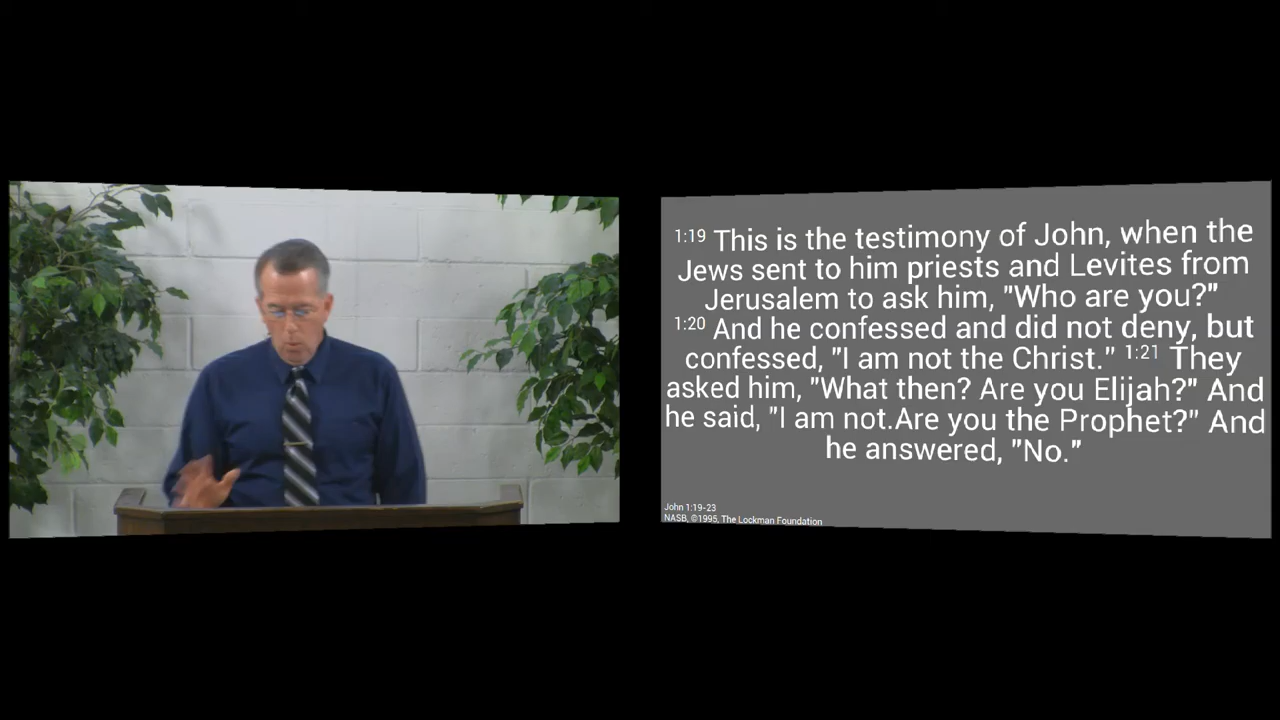 1:19 This is the testimony of John, when the
Jews sent to him priests and Levites from
Jerusalem to ask him, "Who are you?"
1:20 And he confessed and did not deny, but
confessed, "I am not the Christ." 1:21 They
asked him, "What then? Are you Elijah?" And
he said, "I am not.Are you the Prophet?" And
he answered, "No."
John 1:19-23
NASB, ©1995, The Lockman Foundation